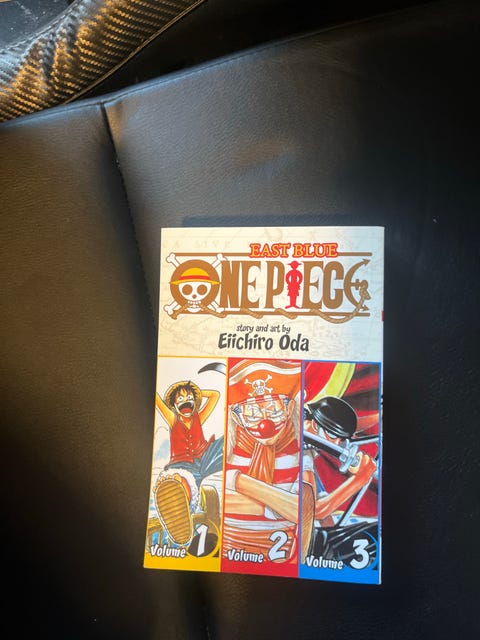 EAST BLUE
ONE PIECE
story and art by
Eiichiro Oda
Volume 1
Volume 2
Volume 3